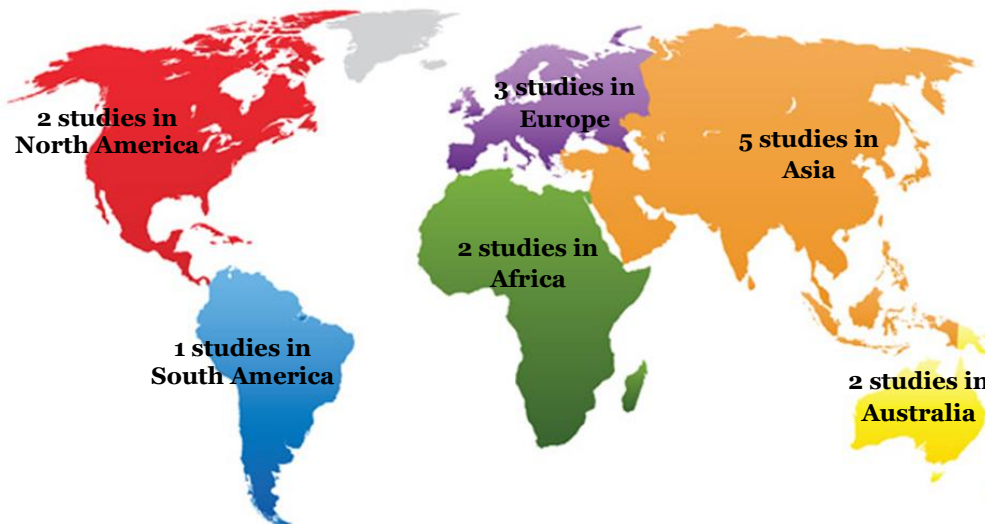 2 studies in
North America
3 studies in
Europe
5 studies in
Asia
2 studies in
Africa
1 studies in
South America
2 studies in
Australia